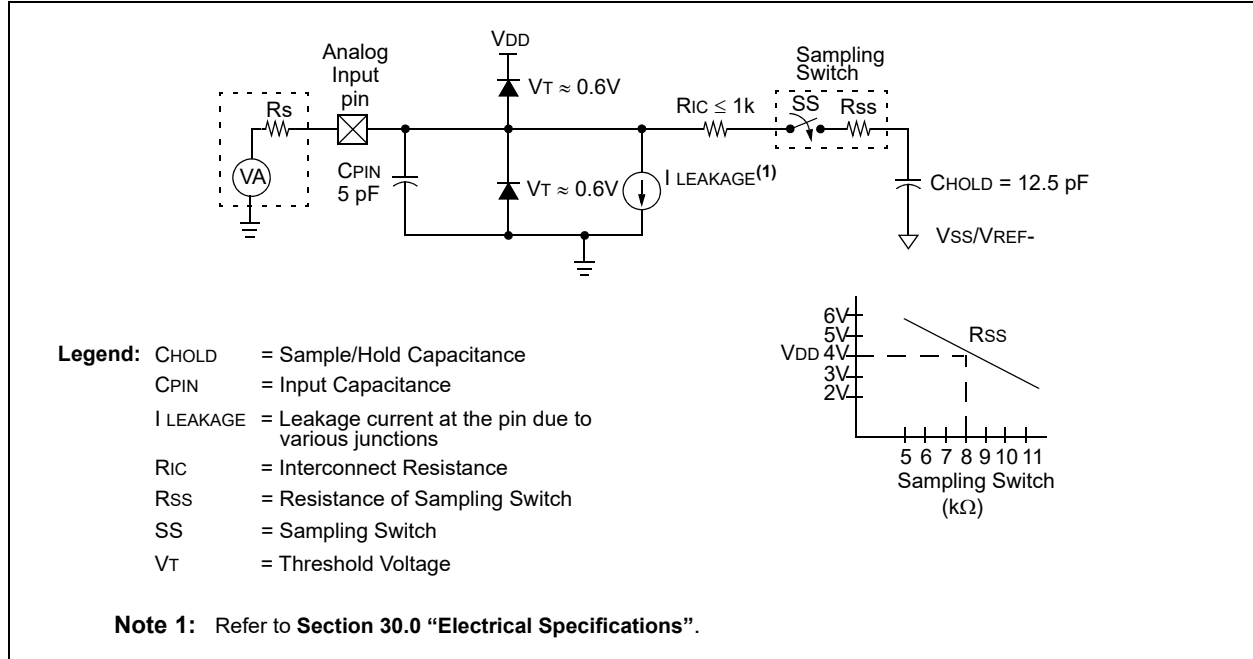 VDD
Analog
Input
pin
Sampling
Switch
VT ≈ 0.6V
Rs
RIC ≤ 1k
SS
Rss
VA
CPIN
5 pF
VT ≈ 0.6V
I LEAKAGE(1)
CHOLD = 12.5 pF
VSS/VREF-
6V
5V
VDD 4V
3V
2V
RSS
5 6 7 8 9 10 11
Sampling Switch
(kΩ)
Legend: CHOLD = Sample/Hold Capacitance
CPIN = Input Capacitance
I LEAKAGE = Leakage current at the pin due to
various junctions
RIC = Interconnect Resistance
RSS = Resistance of Sampling Switch
SS = Sampling Switch
VT = Threshold Voltage
Note 1: Refer to Section 30.0 “Electrical Specifications”.